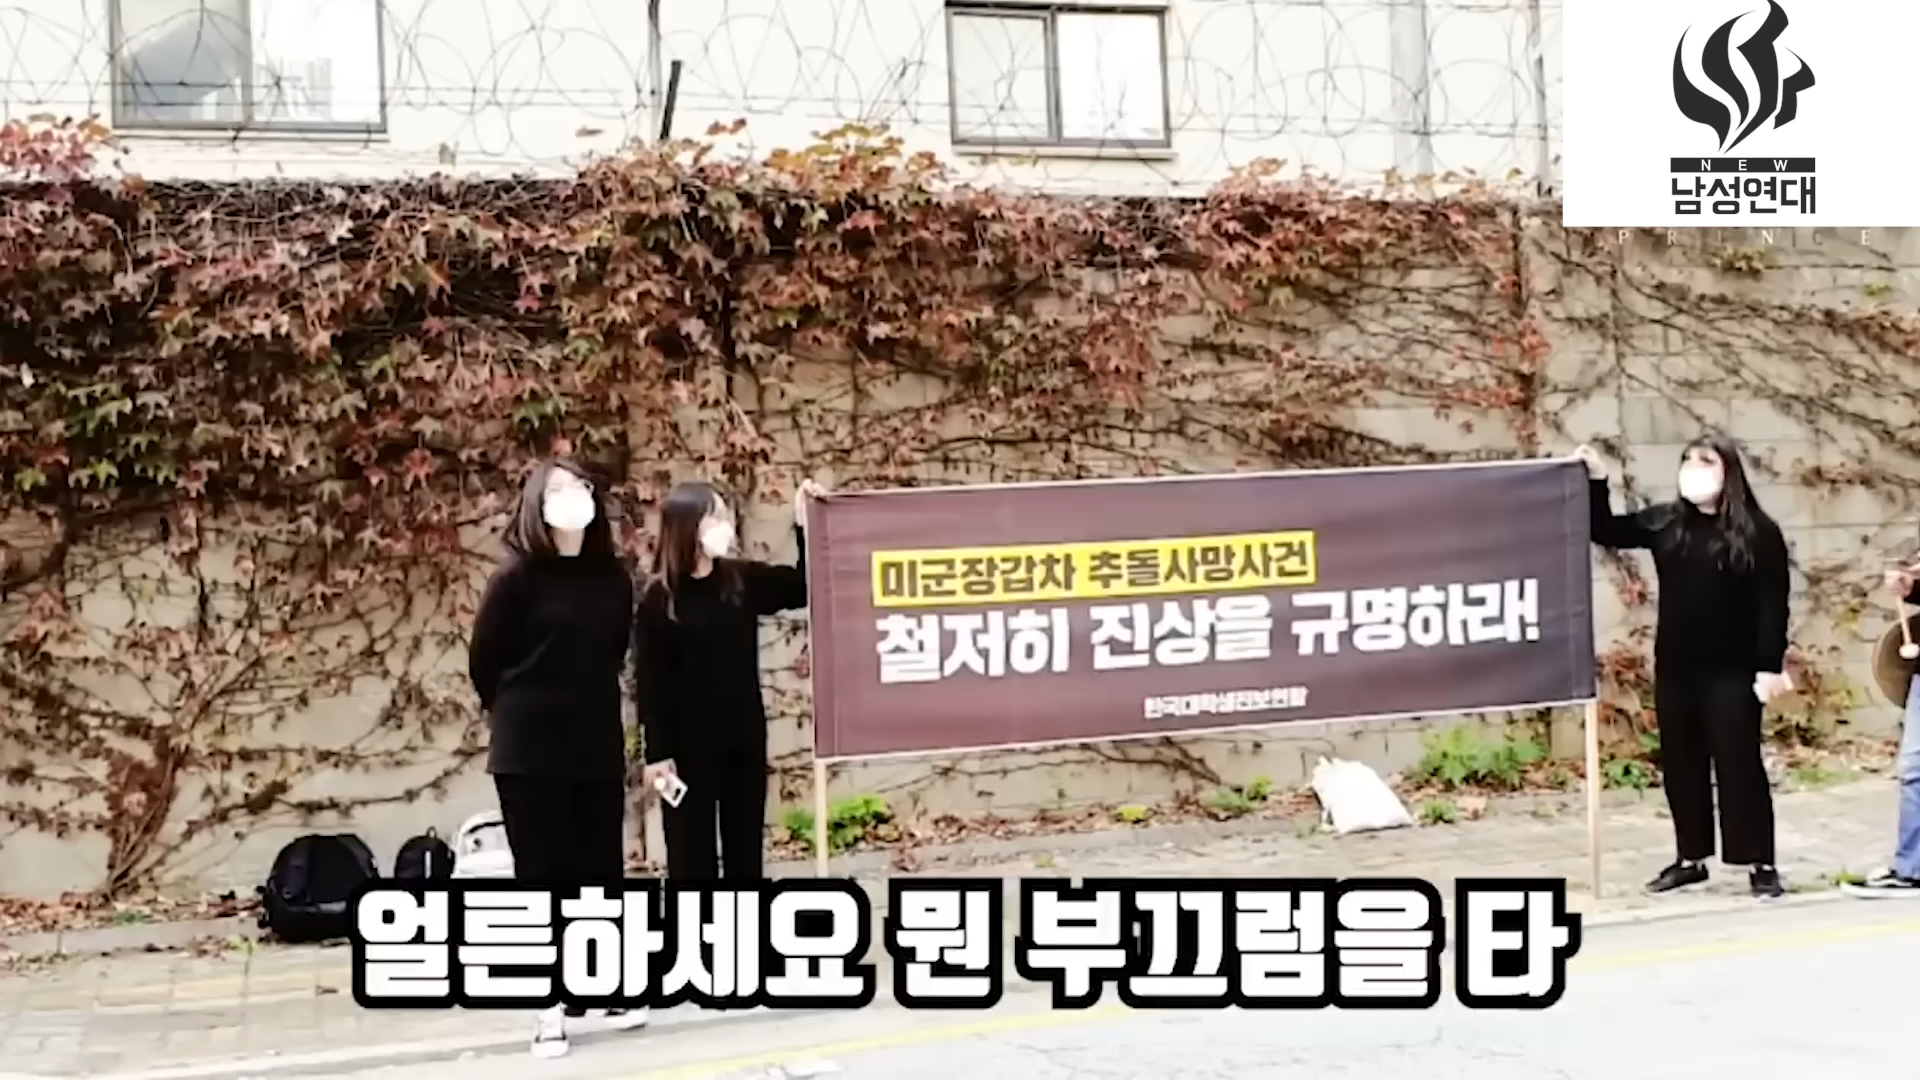 NEW
남성연대
PRINCE
미군장갑차 추돌사망사건
철저히 진상을 규명하라!
한국대학생진보연합
얼른하세요 뭔 부끄럼을 타